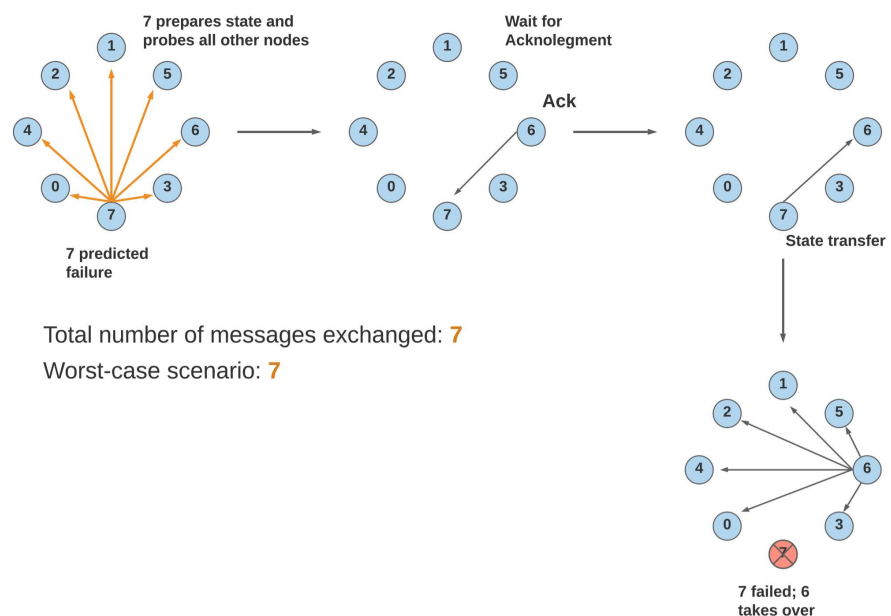 7 prepares state and
probes all other nodes
1
2
5
4
6
0
3
7
7 predicted
failure
Wait for
Acknolegment
1
2
5
Ack
4
6
0
3
7
1
2
5
4
6
0
3
7
State transfer
Total number of messages exchanged: 7
Worst-case scenario: 7
1
2
5
4
6
0
3
7
7 failed; 6
takes over